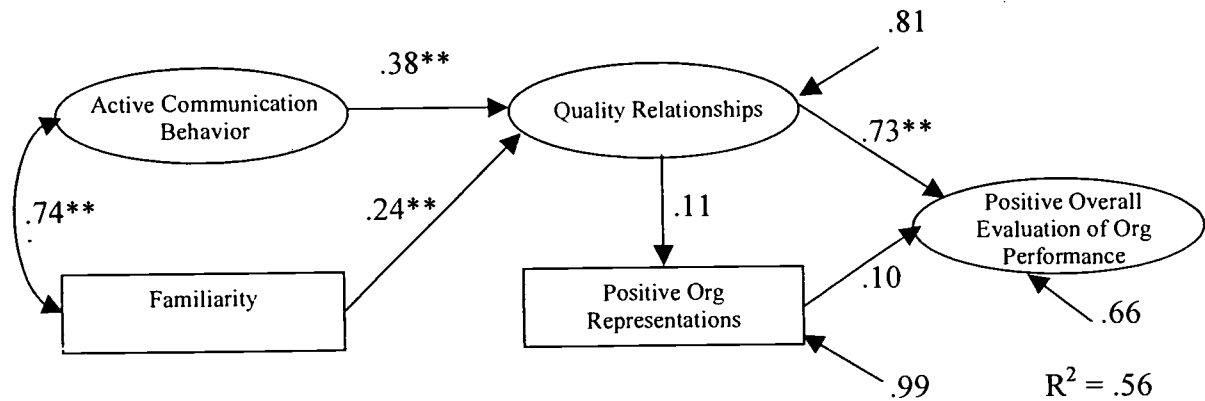 .81
.38**
Active Communication
Behavior
Quality Relationships
.73**
.74**
.24**
.11
Positive Overall
Evaluation of Org
Performance
Familiarity
Positive Org
Representations
.10
.66
.99
R² = .56